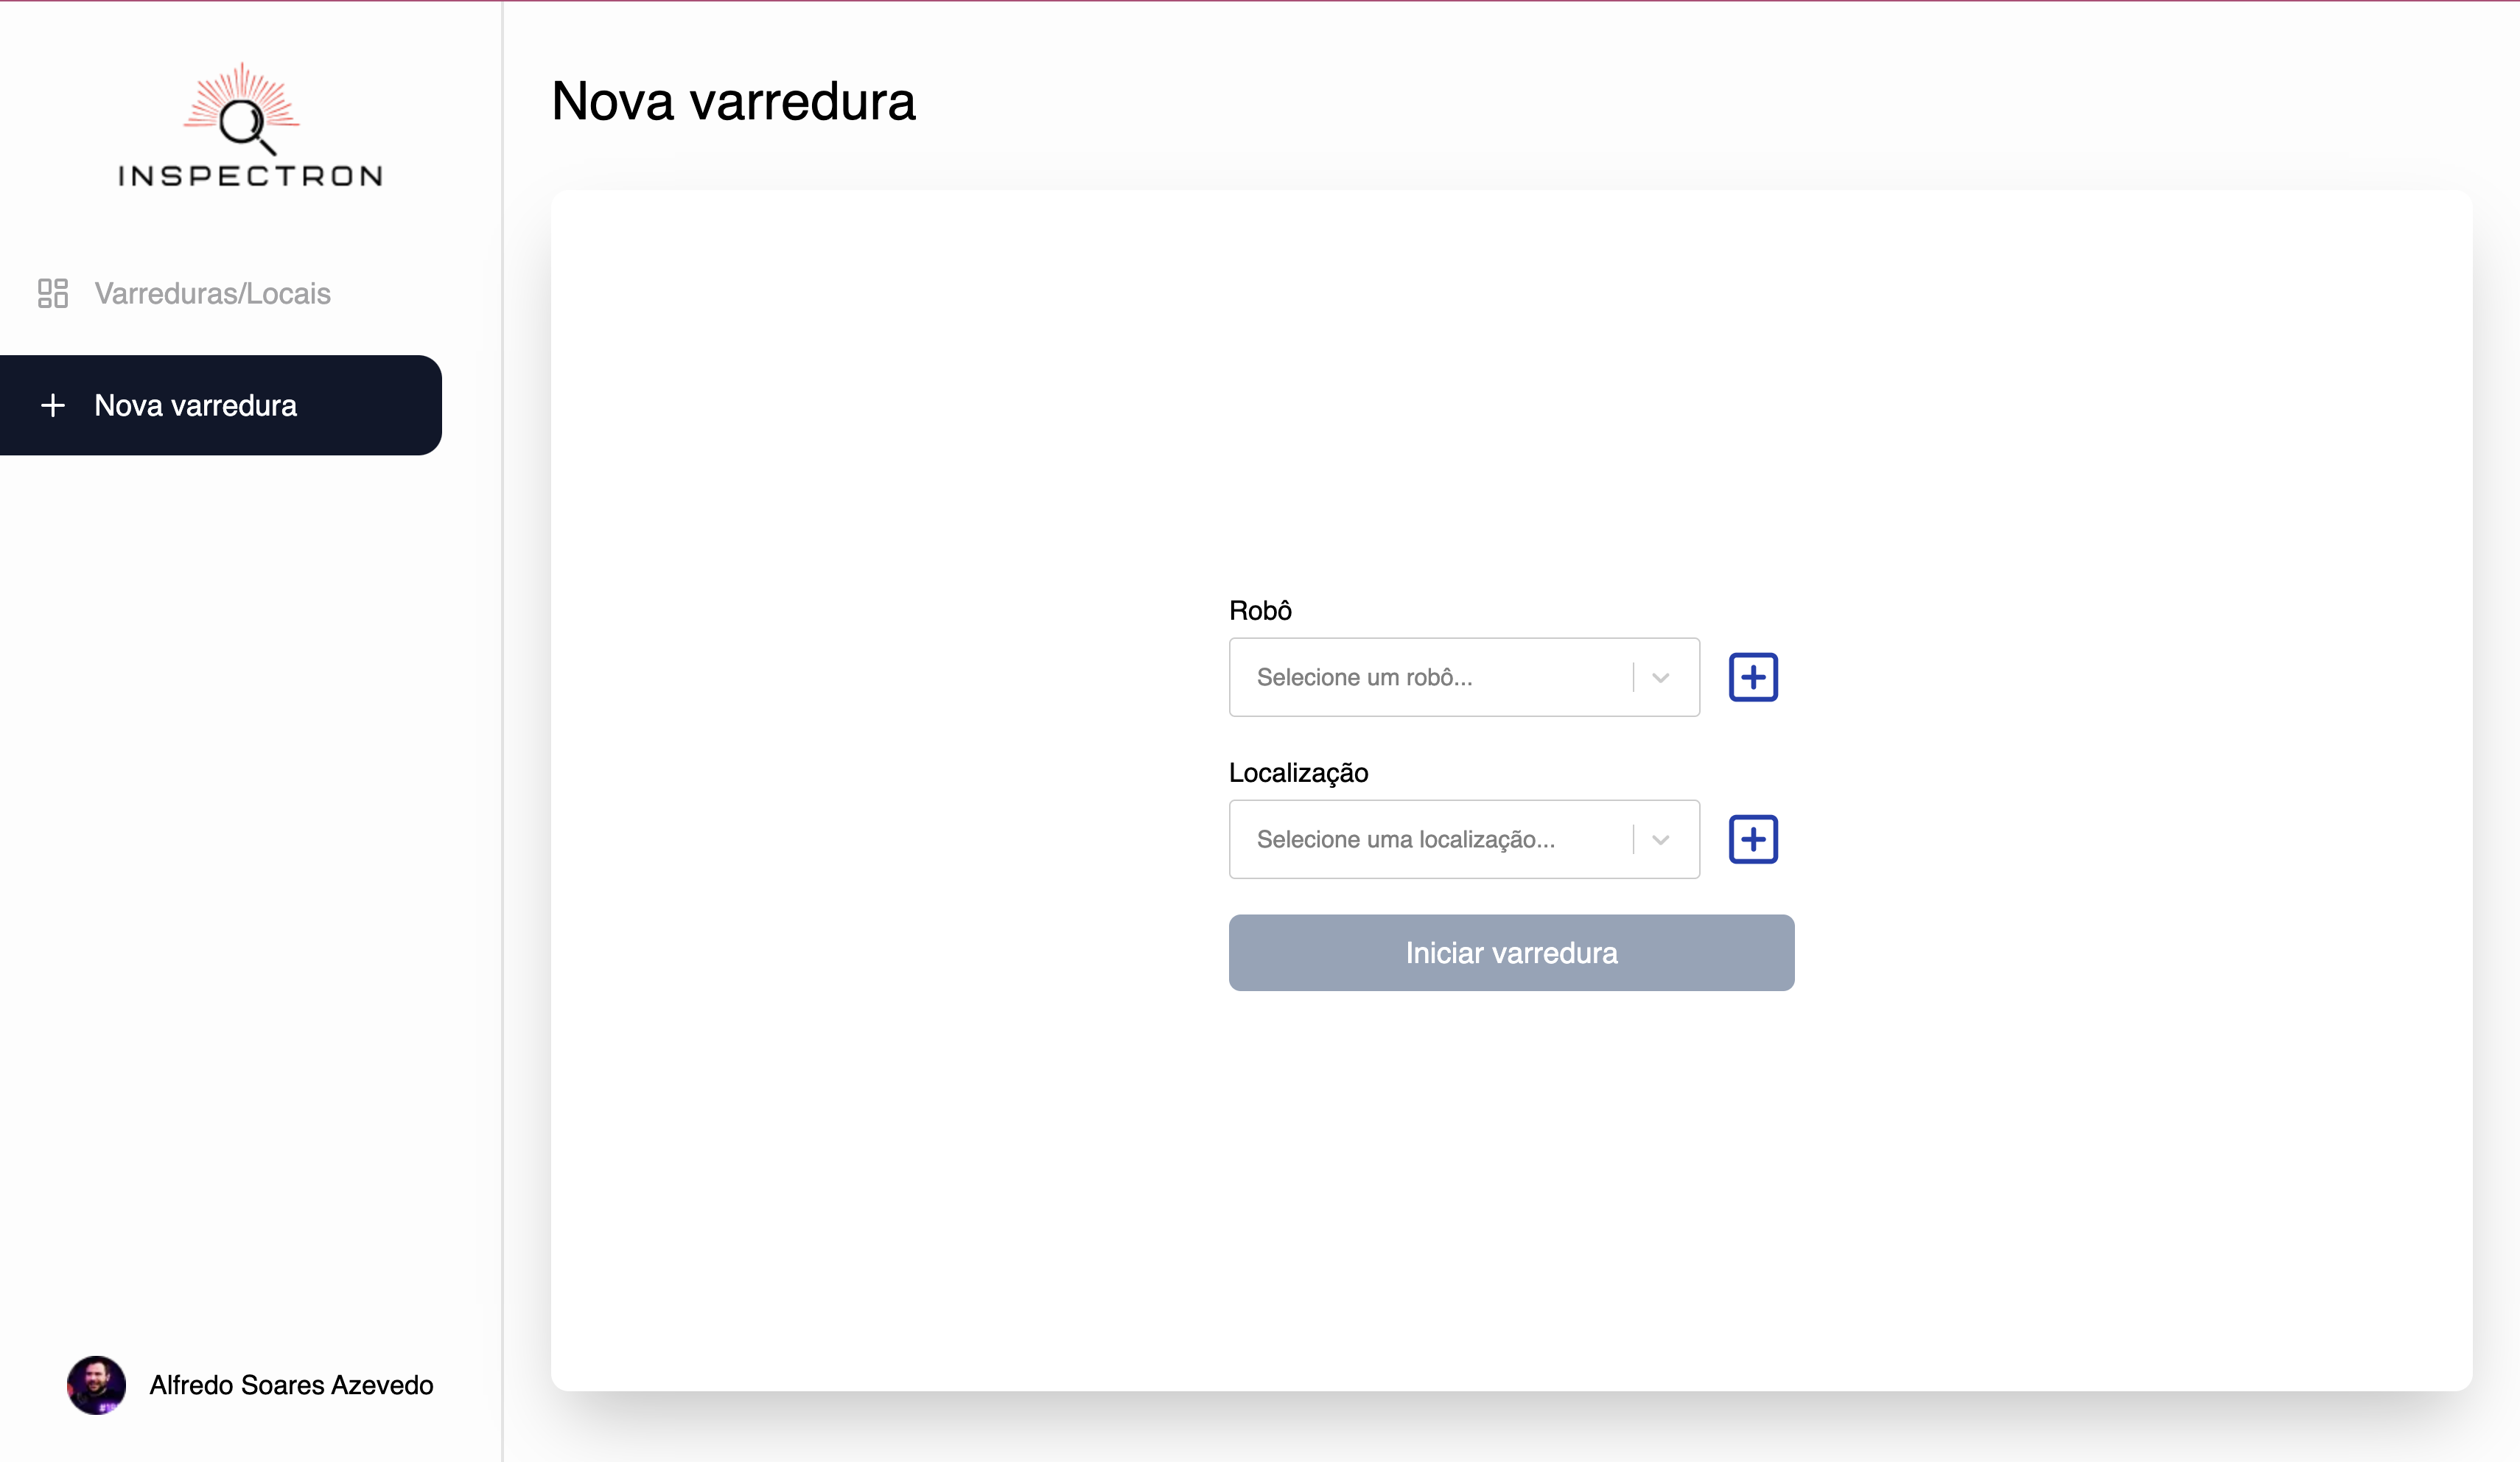 INSPECTRON
Varreduras/Locais
Nova varredura
Alfredo Soares Azevedo
Nova varredura
Robô
Selecione um robô...
Localização
Selecione uma localização...
Iniciar varredura